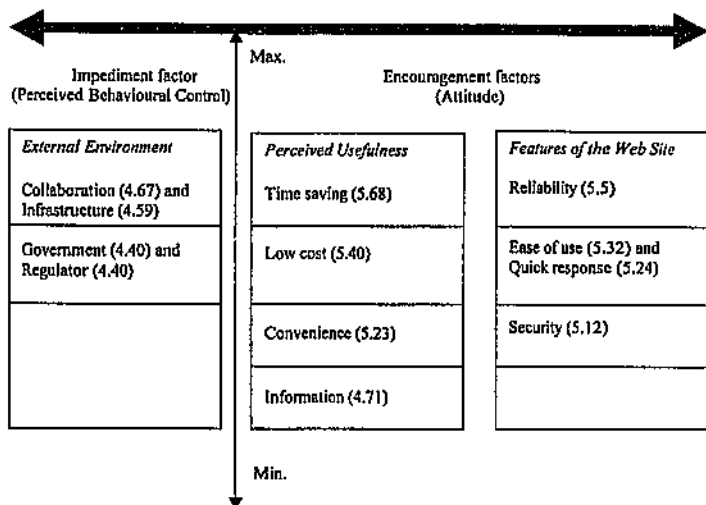 Max.
Impediment factor
(Perceived Behavioural Control)
Encouragement factors
(Attitude)
External Environment
Collaboration (4.67) and
Infrastructure (4.59)
Government (4.40) and
Regulator (4.40)
Perceived Usefulness
Time saving (5.68)
Low cost (5.40)
Convenience (5.23)
Information (4.71)
Features of the Web Site
Reliability (5.5)
Ease of use (5.32) and
Quick response (5.24)
Security (5.12)
Min.